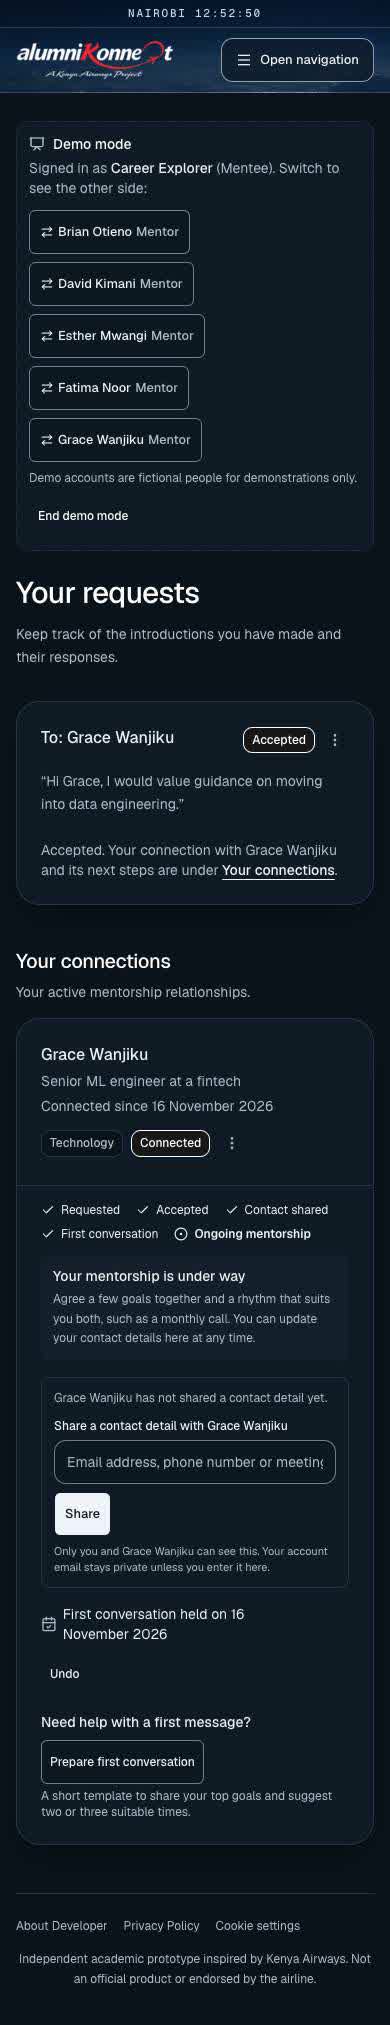 NAIROBI 12:52:50
alumniKonnect
A Kenya Airways Project
Open navigation
Demo mode
Signed in as Career Explorer (Mentee). Switch to
see the other side:
Brian Otieno Mentor
David Kimani Mentor
Esther Mwangi Mentor
Fatima Noor Mentor
Grace Wanjiku Mentor
Demo accounts are fictional people for demonstrations only.
End demo mode
Your requests
Keep track of the introductions you have made and
their responses.
To: Grace Wanjiku
Accepted
“Hi Grace, I would value guidance on moving
into data engineering.”
Accepted. Your connection with Grace Wanjiku
and its next steps are under Your connections.
Your connections
Your active mentorship relationships.
Grace Wanjiku
Senior ML engineer at a fintech
Connected since 16 November 2026
Technology Connected
Requested Accepted Contact shared
First conversation Ongoing mentorship
Your mentorship is under way
Agree a few goals together and a rhythm that suits
you both, such as a monthly call. You can update
your contact details here at any time.
Grace Wanjiku has not shared a contact detail yet.
Share a contact detail with Grace Wanjiku
Email address, phone number or meeting
Share
Only you and Grace Wanjiku can see this. Your account
email stays private unless you enter it here.
First conversation held on 16
November 2026
Undo
Need help with a first message?
Prepare first conversation
A short template to share your top goals and suggest
two or three suitable times.
About Developer Privacy Policy Cookie settings
Independent academic prototype inspired by Kenya Airways. Not
an official product or endorsed by the airline.